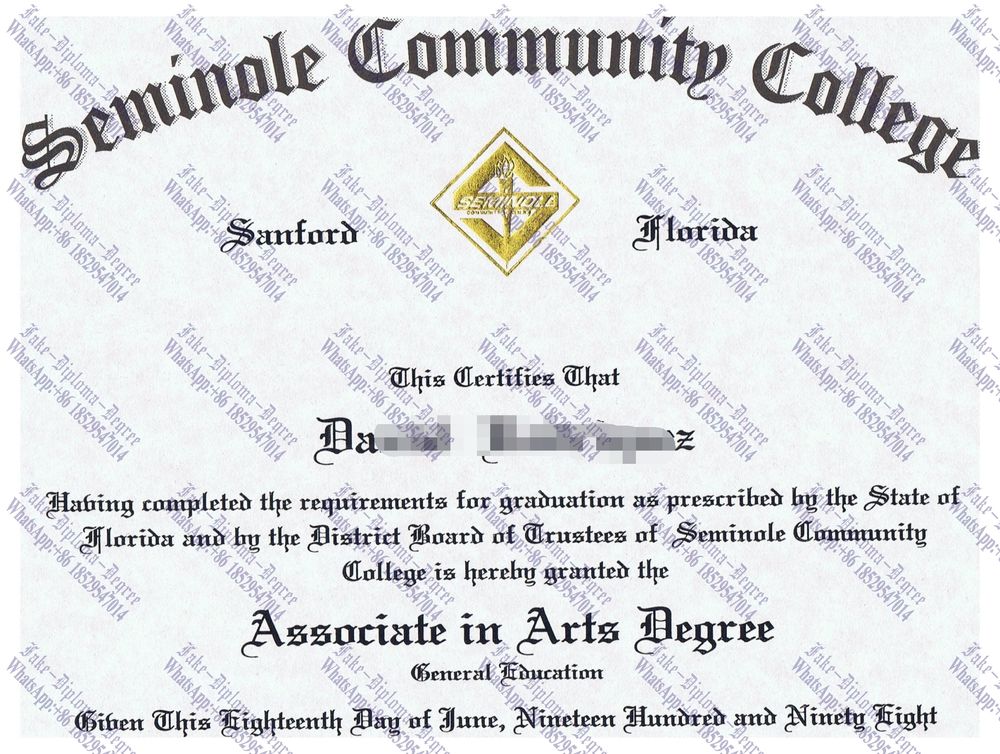 Seminole Community College
SEMINOLE
COMMUNITY COLLEGE
Sanford Florida
This Certifies That
Da z
Having completed the requirements for graduation as prescribed by the State of
Florida and by the District Board of Trustees of Seminole Community
College is hereby granted the
Associate in Arts Degree
General Education
Given This Eighteenth Day of June, Nineteen Hundred and Ninety Eight
Fake-Diploma-Degree
WhatsApp:+86 18529547014